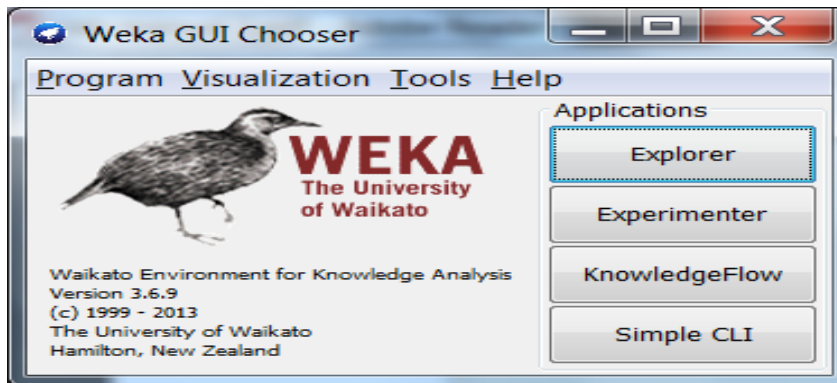 Weka GUI Chooser
Program Visualization Tools Help
WEKA
The University
of Waikato
Waikato Environment for Knowledge Analysis
Version 3.6.9
(c) 1999 - 2013
The University of Waikato
Hamilton, New Zealand
Applications
Explorer
Experimenter
KnowledgeFlow
Simple CLI